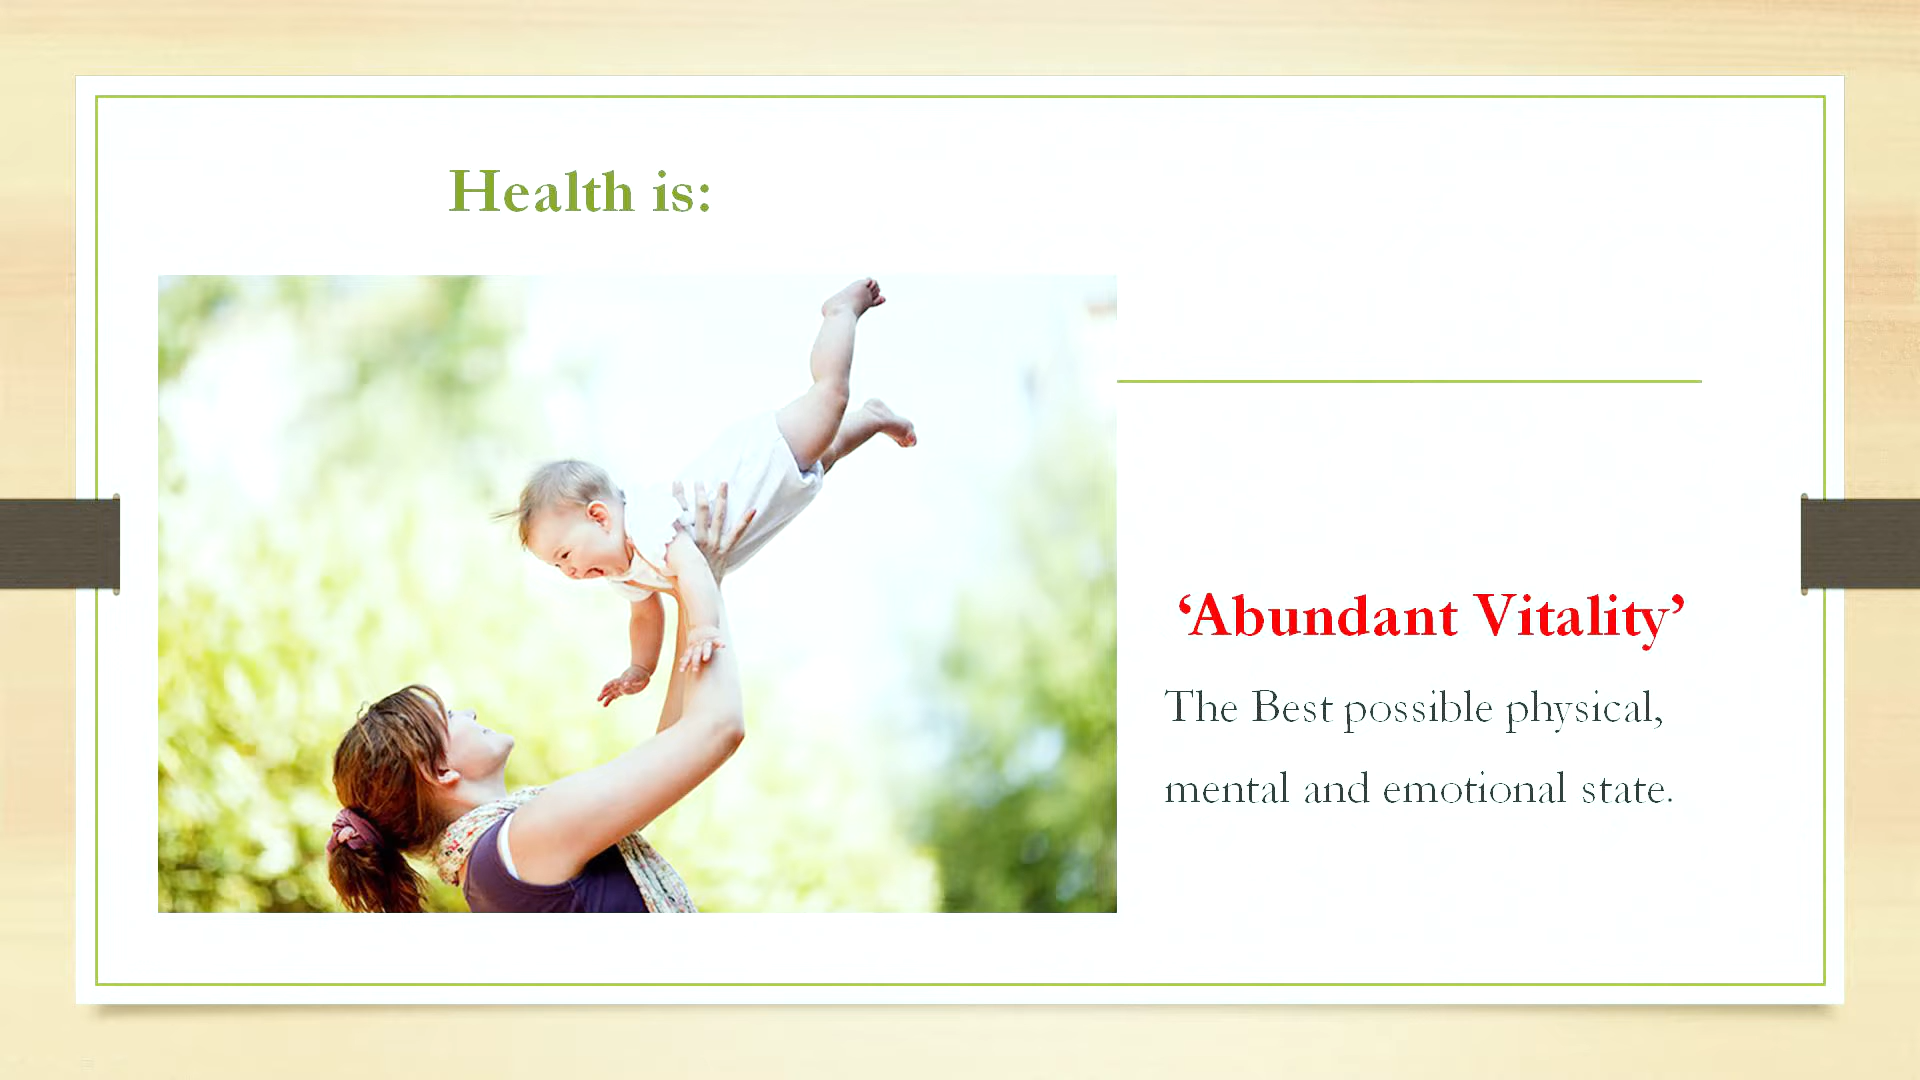 Health is:
‘Abundant Vitality’
The Best possible physical,
mental and emotional state.